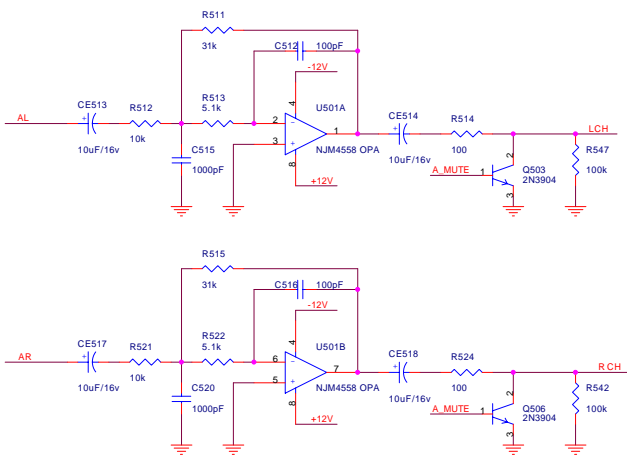 R511
31k
C512
100pF
-12V
CE513
R512
R513
5.1k
4
U501A
CE514
R514
AL
+
2
-
1
+
LCH
10uF/16v
10k
3
+
NJM4558 OPA
10uF/16v
100
2
R547
C515
8
A_MUTE
1
Q503
100k
1000pF
2N3904
+12V
3
R515
31k
C516
100pF
-12V
CE517
R521
R522
5.1k
4
U501B
CE518
R524
AR
+
6
-
7
+
RCH
10uF/16v
10k
5
+
NJM4558 OPA
10uF/16v
100
2
R542
C520
8
A_MUTE
1
Q506
100k
1000pF
2N3904
+12V
3